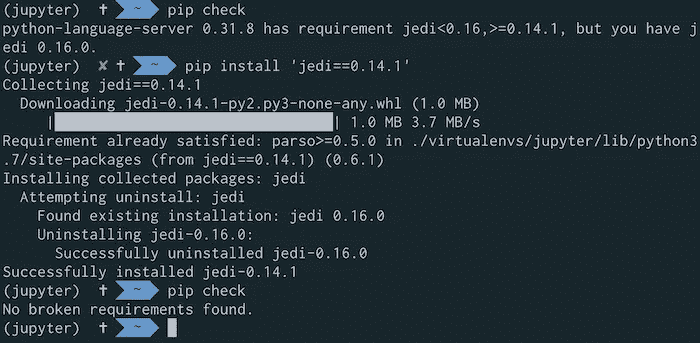 (jupyter) ✝ ~ pip check
python-language-server 0.31.8 has requirement jedi<0.16,>=0.14.1, but you have j
edi 0.16.0.
(jupyter) ✘ ✝ ~ pip install 'jedi==0.14.1'
Collecting jedi==0.14.1
  Downloading jedi-0.14.1-py2.py3-none-any.whl (1.0 MB)
     |████████████████████████████████| 1.0 MB 3.7 MB/s
Requirement already satisfied: parso>=0.5.0 in ./virtualenvs/jupyter/lib/python3
.7/site-packages (from jedi==0.14.1) (0.6.1)
Installing collected packages: jedi
  Attempting uninstall: jedi
    Found existing installation: jedi 0.16.0
    Uninstalling jedi-0.16.0:
      Successfully uninstalled jedi-0.16.0
Successfully installed jedi-0.14.1
(jupyter) ✝ ~ pip check
No broken requirements found.
(jupyter) ✝ ~